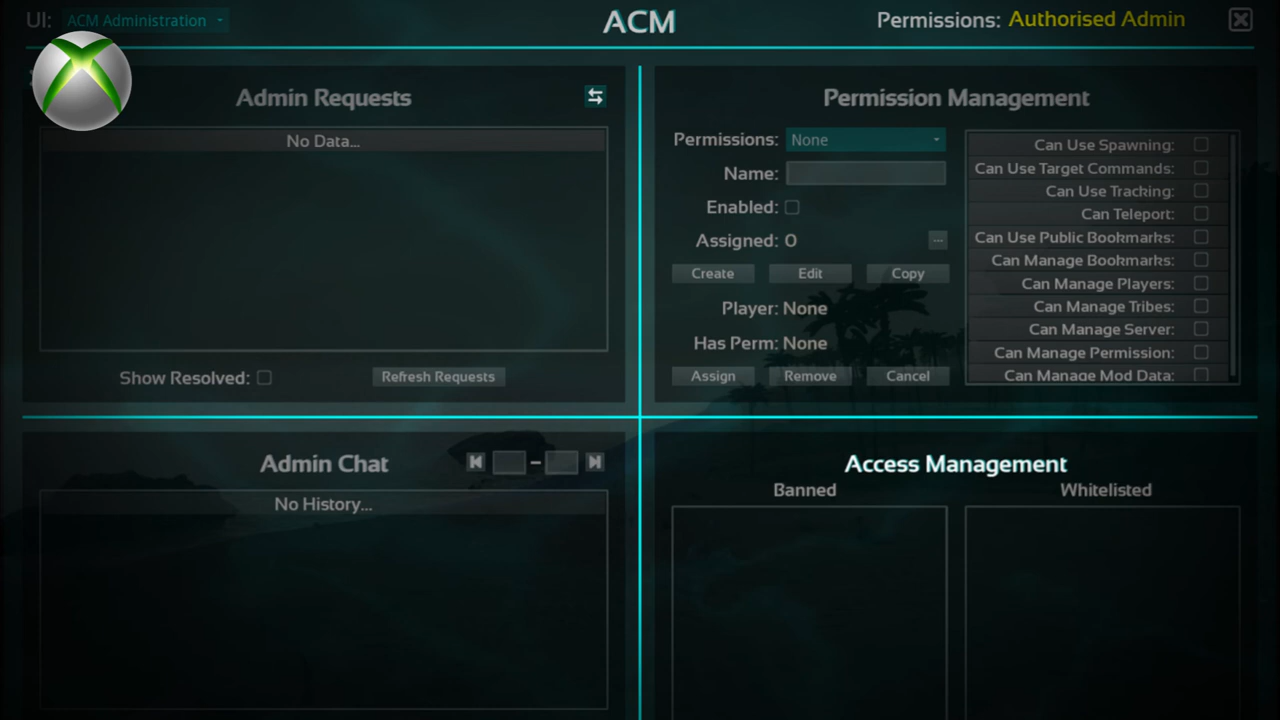 UI: ACM Administration
ACM
Permissions: Authorised Admin
Admin Requests
No Data...
Show Resolved:
Refresh Requests
Permission Management
Permissions: None
Name:
Enabled:
Assigned: 0
...
Create Edit Copy
Player: None
Has Perm: None
Assign Remove Cancel
Can Use Spawning:
Can Use Target Commands:
Can Use Tracking:
Can Teleport:
Can Use Public Bookmarks:
Can Manage Bookmarks:
Can Manage Players:
Can Manage Tribes:
Can Manage Server:
Can Manage Permission:
Can Manage Mod Data:
Admin Chat
–
No History...
Access Management
Banned Whitelisted